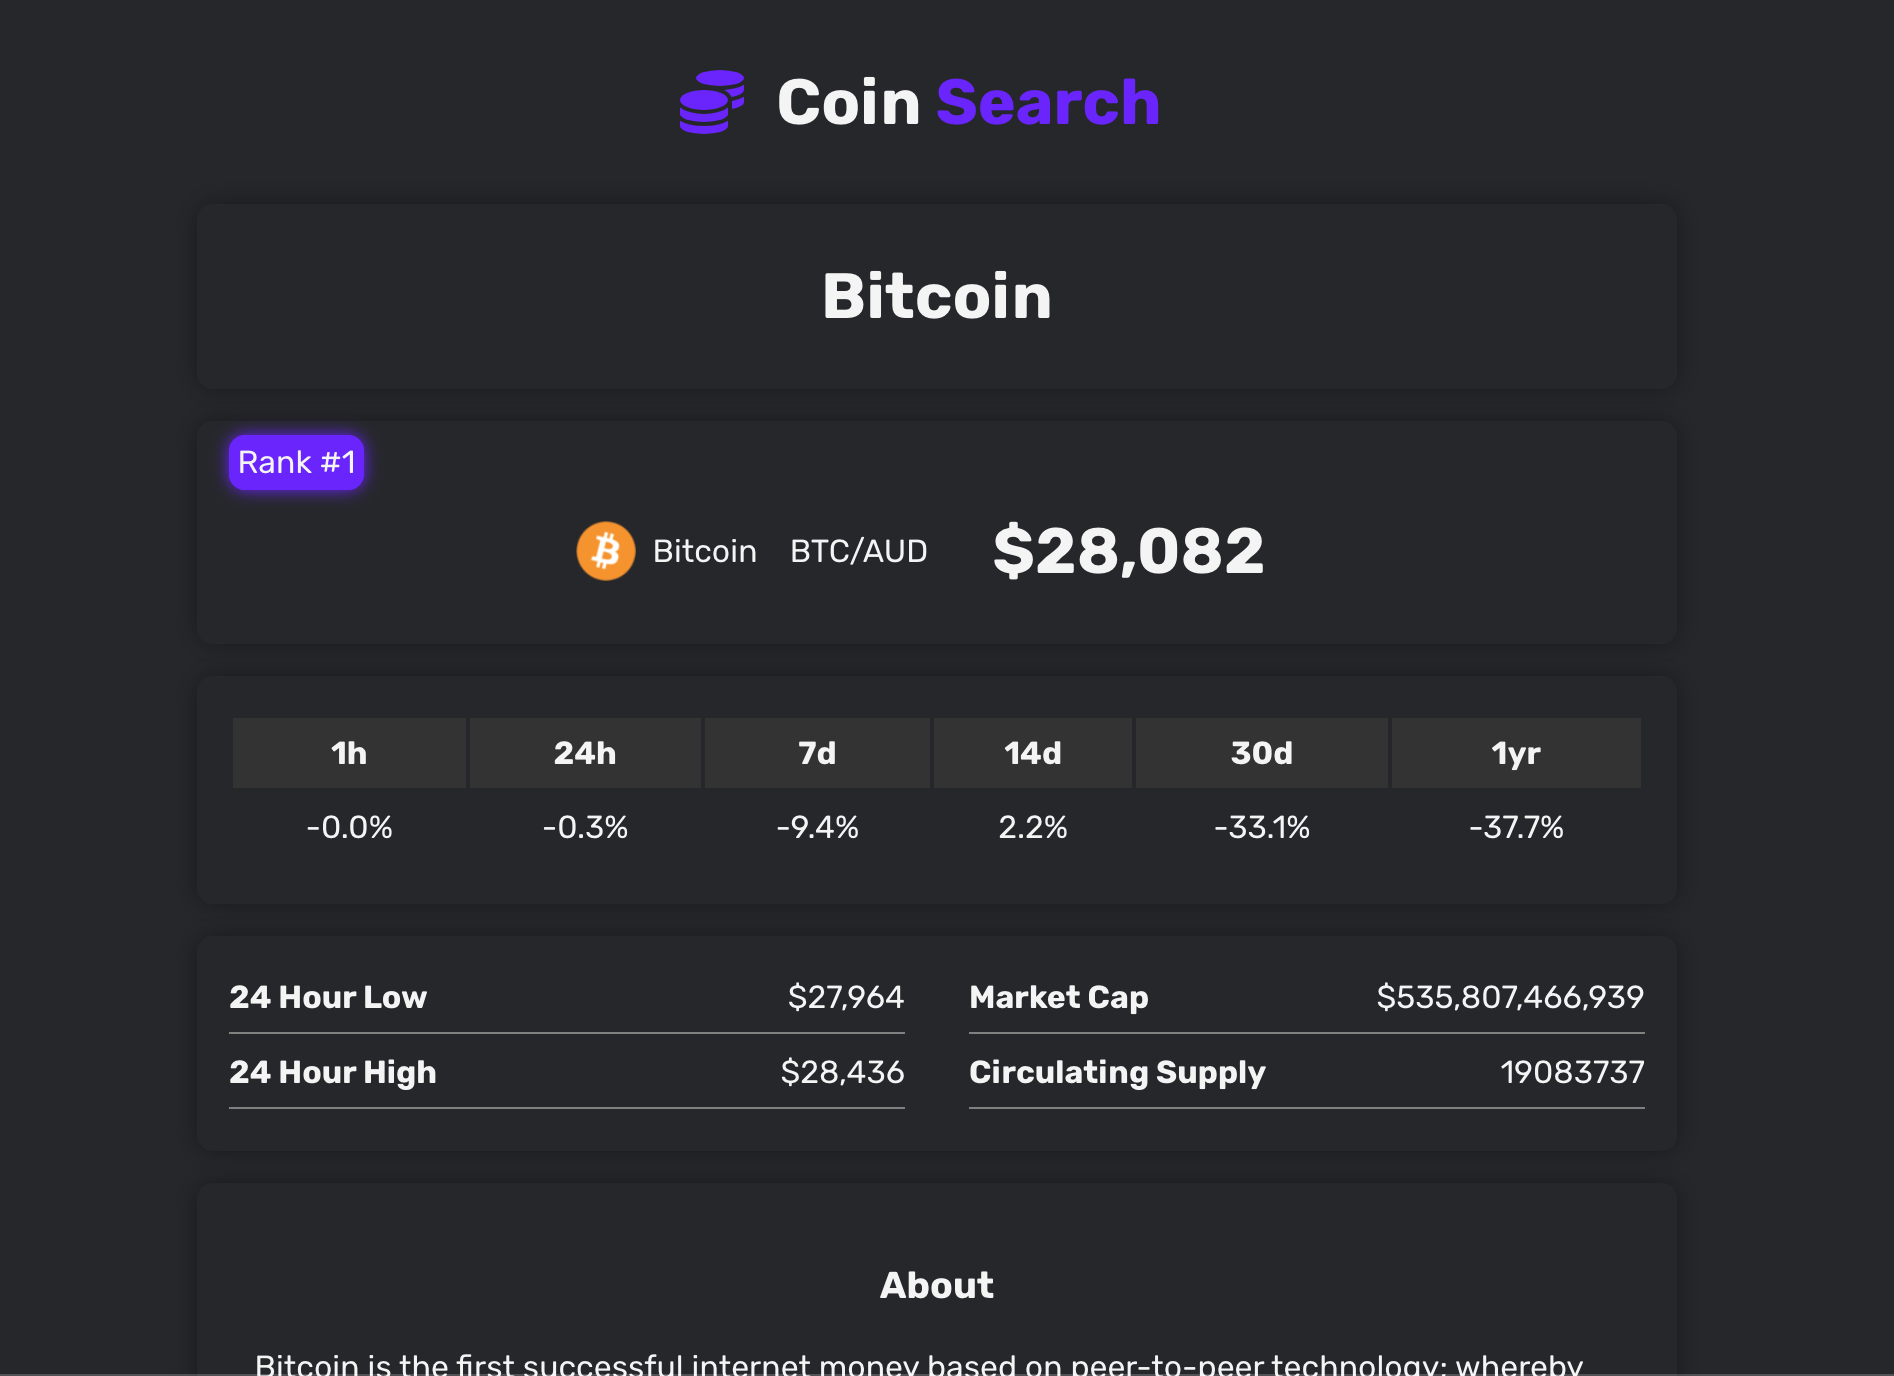 Coin Search
Bitcoin
Rank #1
Bitcoin BTC/AUD $28,082
1h 24h 7d 14d 30d 1yr
-0.0% -0.3% -9.4% 2.2% -33.1% -37.7%
24 Hour Low $27,964 Market Cap $535,807,466,939
24 Hour High $28,436 Circulating Supply 19083737
About
Bitcoin is the first successful internet money based on peer-to-peer technology; whereby